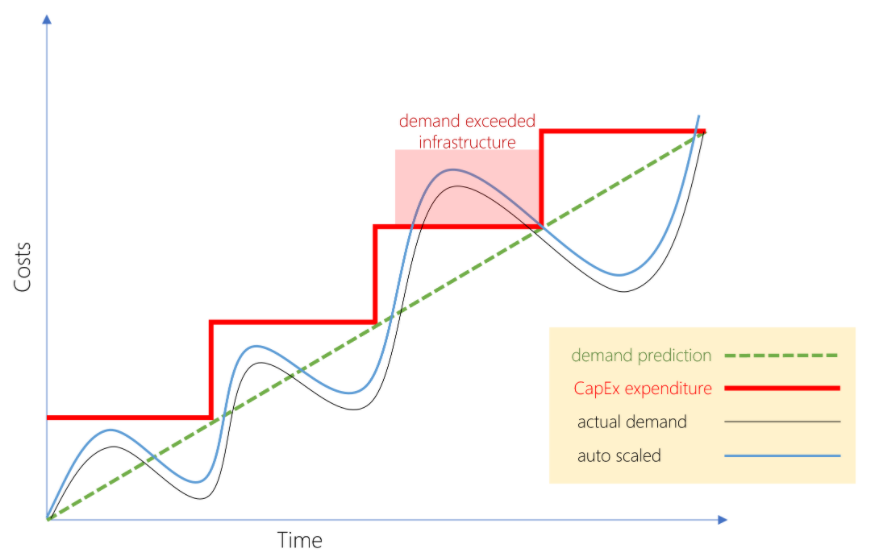 demand exceeded
infrastructure
Costs
demand prediction
CapEx expenditure
actual demand
auto scaled
Time